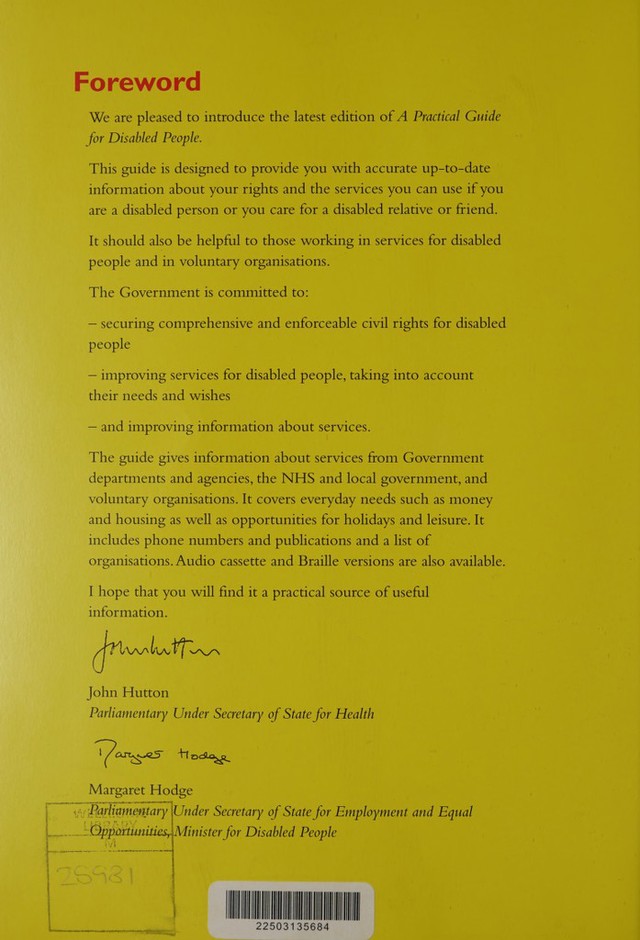 Foreword
We are pleased to introduce the latest edition of A Practical Guide
for Disabled People.
This guide is designed to provide you with accurate up-to-date
information about your rights and the services you can use if you
are a disabled person or you care for a disabled relative or friend.
It should also be helpful to those working in services for disabled
people and in voluntary organisations.
The Government is committed to:
– securing comprehensive and enforceable civil rights for disabled
people
– improving services for disabled people, taking into account
their needs and wishes
– and improving information about services.
The guide gives information about services from Government
departments and agencies, the NHS and local government, and
voluntary organisations. It covers everyday needs such as money
and housing as well as opportunities for holidays and leisure. It
includes phone numbers and publications and a list of
organisations. Audio cassette and Braille versions are also available.
I hope that you will find it a practical source of useful
information.
John Hutton
John Hutton
Parliamentary Under Secretary of State for Health
Margaret Hodge
Margaret Hodge
Parliamentary Under Secretary of State for Employment and Equal
Opportunities, Minister for Disabled People
LIBRARY
M
25981
22503135684